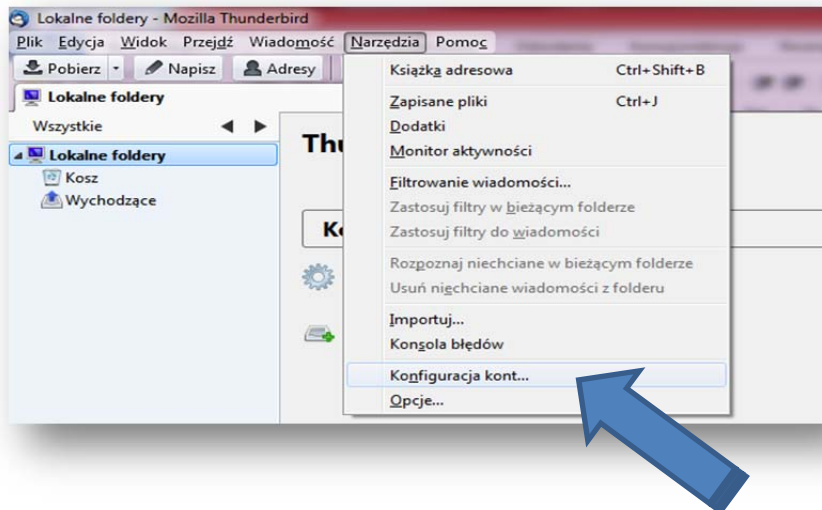 Lokalne foldery - Mozilla Thunderbird
Plik Edycja Widok Przejdź Wiadomość Narzędzia Pomoc
Pobierz Napisz Adresy
Lokalne foldery
Wszystkie
Lokalne foldery
Kosz
Wychodzące
Książka adresowa Ctrl+Shift+B
Zapisane pliki Ctrl+J
Dodatki
Monitor aktywności
Filtrowanie wiadomości...
Zastosuj filtry w bieżącym folderze
Zastosuj filtry do wiadomości
Rozpoznaj niechciane w bieżącym folderze
Usuń niechciane wiadomości z folderu
Importuj...
Konsola błędów
Konfiguracja kont...
Opcje...